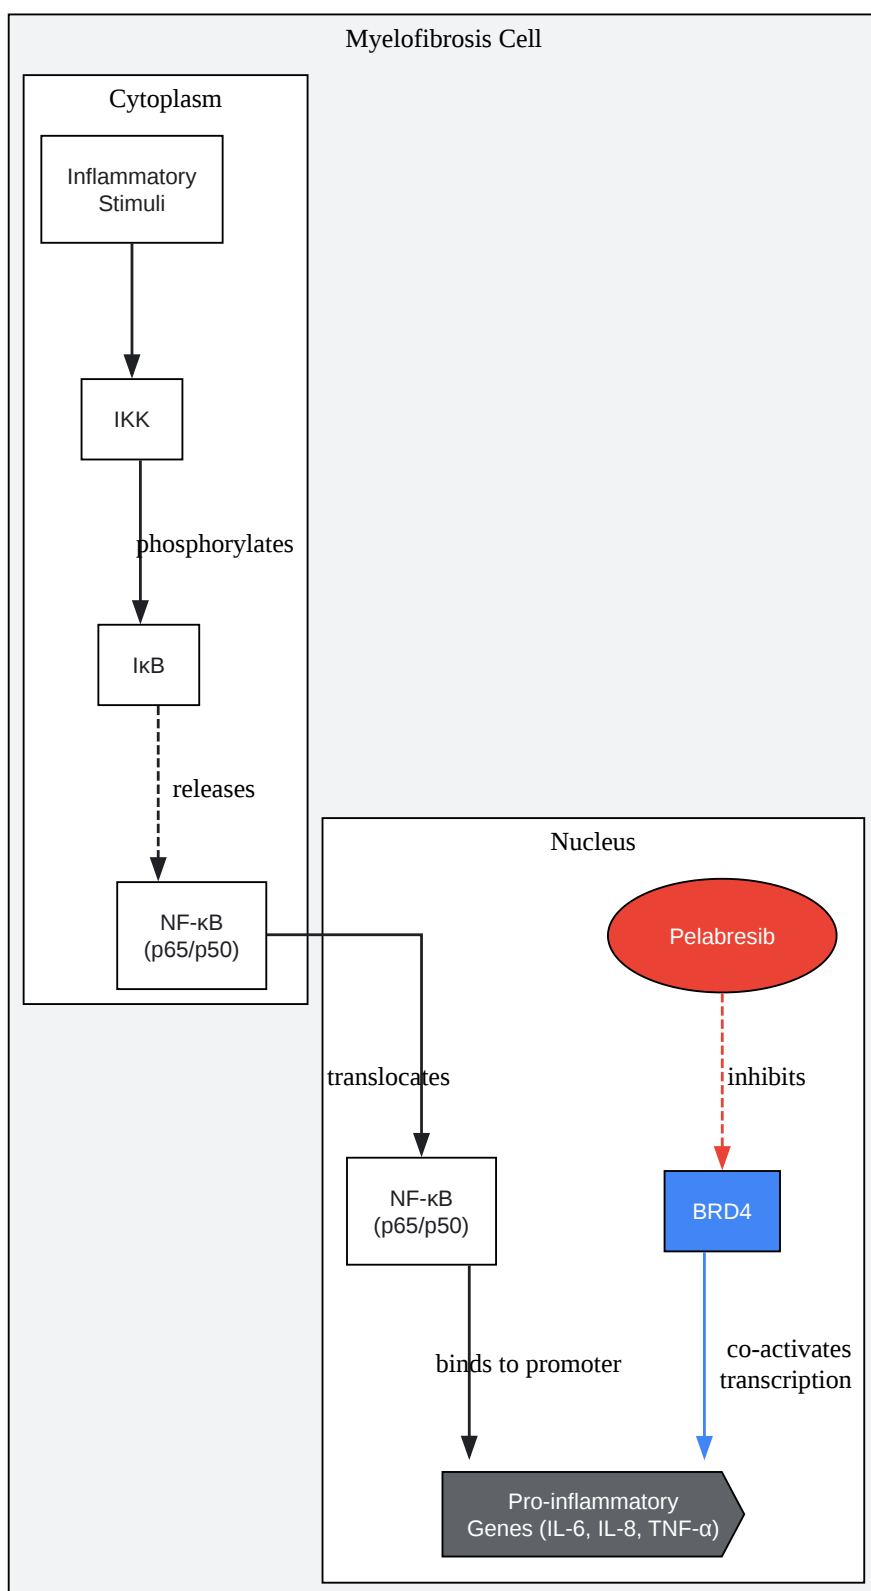 Myelofibrosis Cell
Cytoplasm
Inflammatory
Stimuli
IKK
phosphorylates
IκB
releases
NF-κB
(p65/p50)
Nucleus
Pelabresib
translocates
inhibits
NF-κB
(p65/p50)
BRD4
binds to promoter
co-activates
transcription
Pro-inflammatory
Genes (IL-6, IL-8, TNF-α)